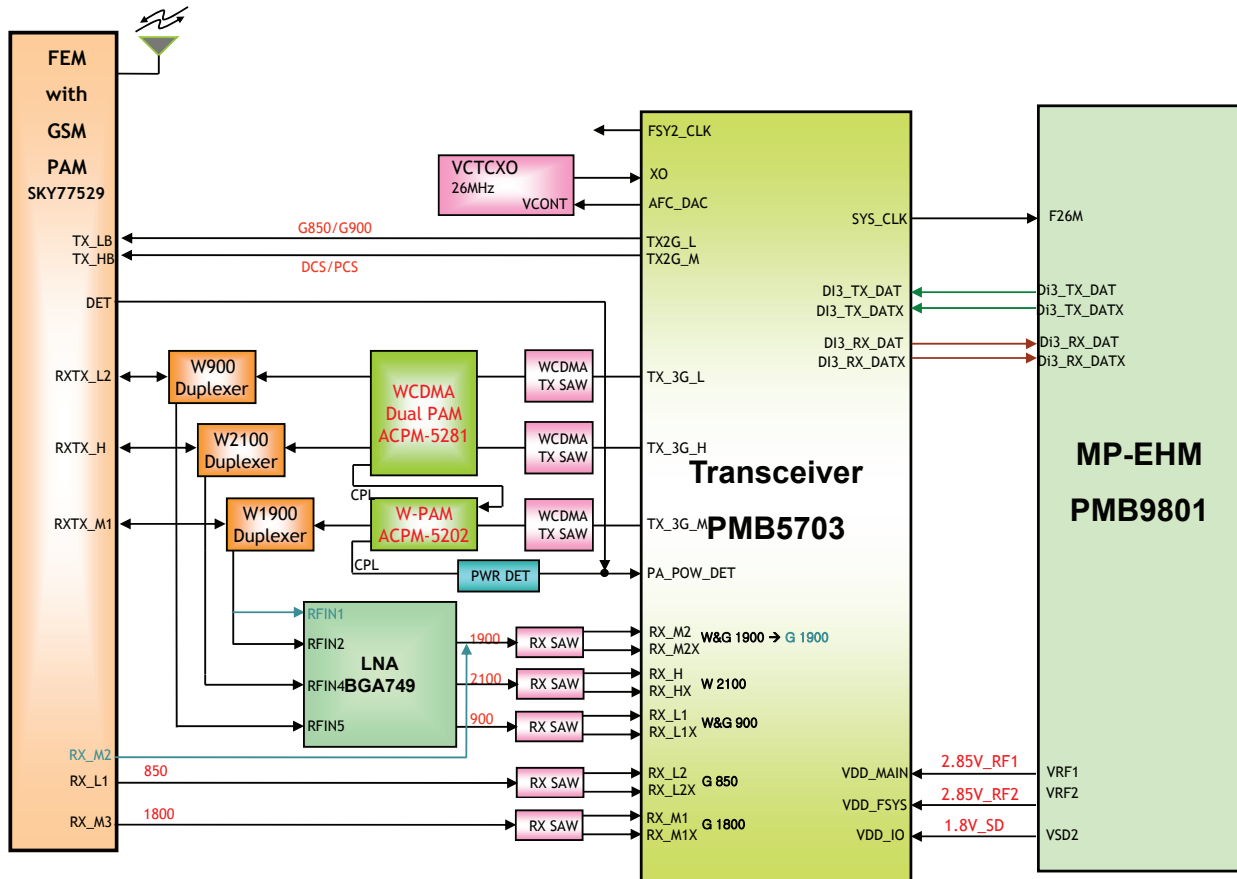 FEM
with
GSM
PAM
SKY77529
TX_LB
TX_HB
DET
RXTX_L2
RXTX_H
RXTX_M1
RX_M2
RX_L1
RX_M3
VCTCXO
26MHz
VCONT
G850/G900
DCS/PCS
W900
Duplexer
W2100
Duplexer
W1900
Duplexer
WCDMA
Dual PAM
ACPM-5281
CPL
W-PAM
ACPM-5202
CPL
WCDMA
TX SAW
WCDMA
TX SAW
WCDMA
TX SAW
PWR DET
RFIN1
RFIN2
RFIN4
RFIN5
LNA
BGA749
1900
2100
900
850
1800
RX SAW
RX SAW
RX SAW
RX SAW
RX SAW
FSY2_CLK
XO
AFC_DAC
TX2G_L
TX2G_M
TX_3G_L
TX_3G_H
TX_3G_M
PA_POW_DET
RX_M2
RX_M2X
W&G 1900 → G 1900
RX_H
RX_HX
W 2100
RX_L1
RX_L1X
W&G 900
RX_L2
RX_L2X
G 850
RX_M1
RX_M1X
G 1800
Transceiver
PMB5703
SYS_CLK
DI3_TX_DAT
DI3_TX_DATX
DI3_RX_DAT
DI3_RX_DATX
VDD_MAIN
VDD_FSYS
VDD_IO
2.85V_RF1
2.85V_RF2
1.8V_SD
F26M
Di3_TX_DAT
Di3_TX_DATX
Di3_RX_DAT
Di3_RX_DATX
MP-EHM
PMB9801
VRF1
VRF2
VSD2